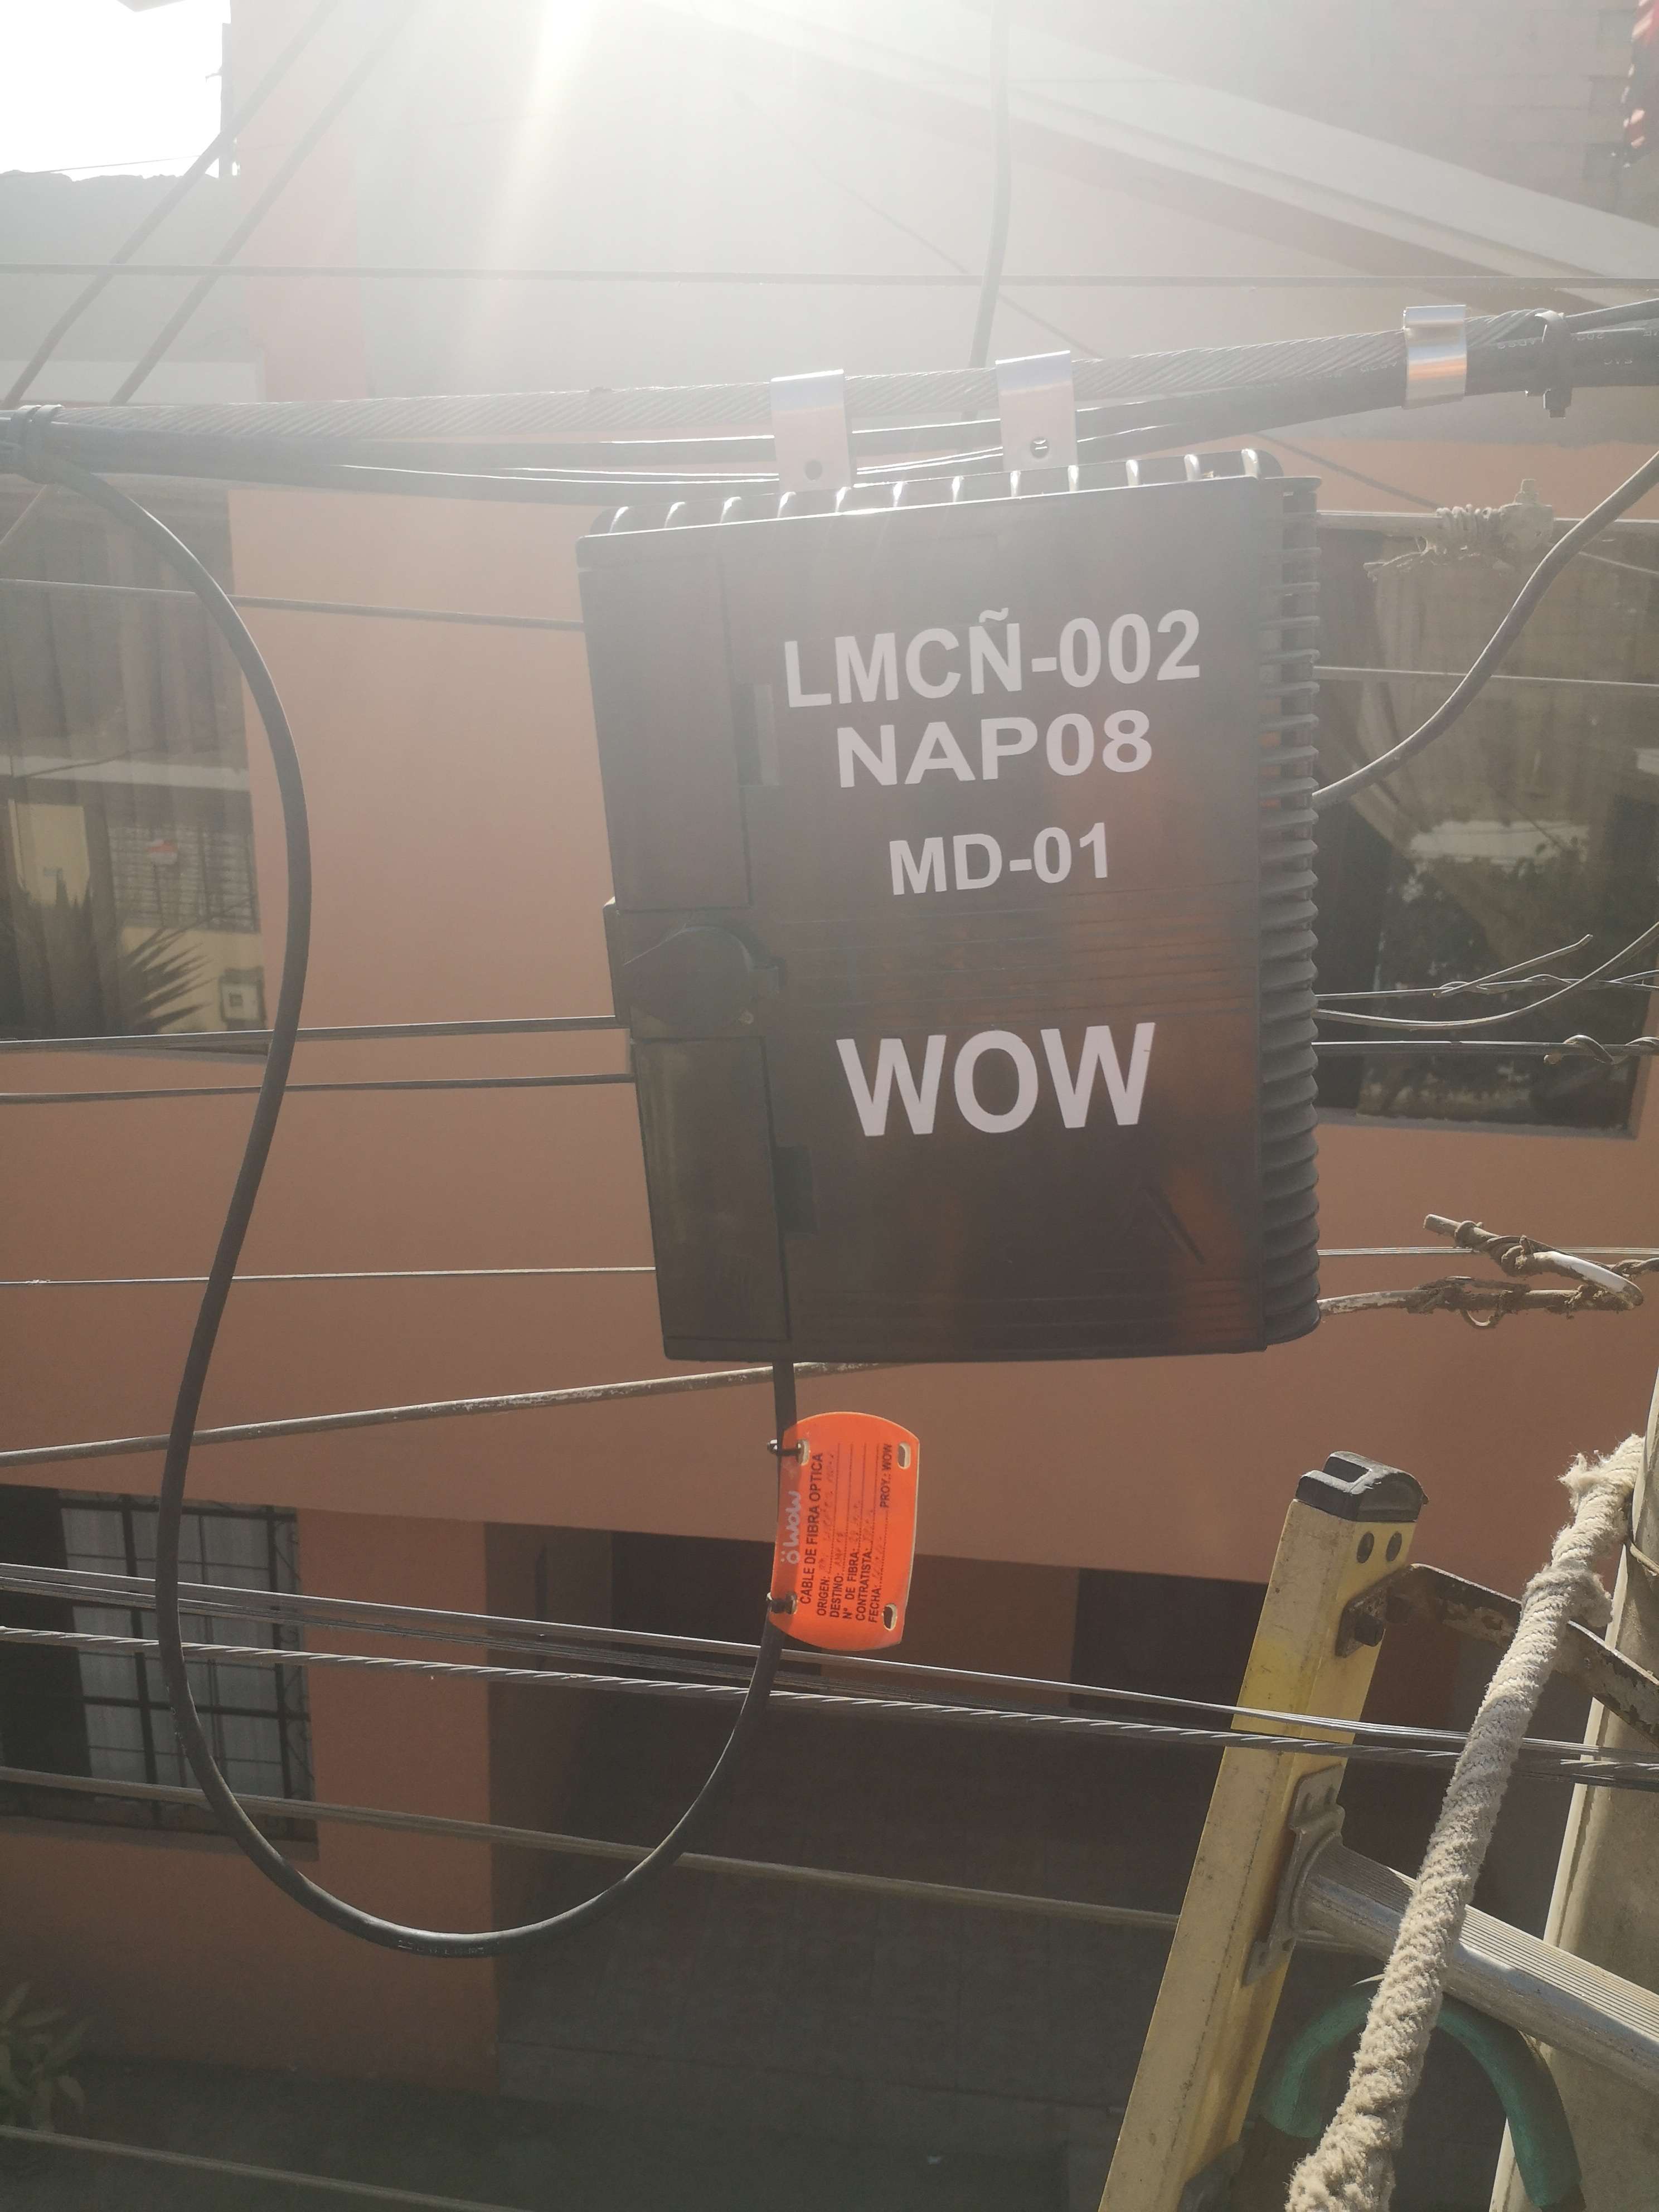 LMCÑ-002
NAP08
MD-01
WOW
wow
CABLE DE FIBRA OPTICA
ORIGEN:
DESTINO:
N° DE FIBRA:
CONTRATISTA:
FECHA: PROY.: WOW